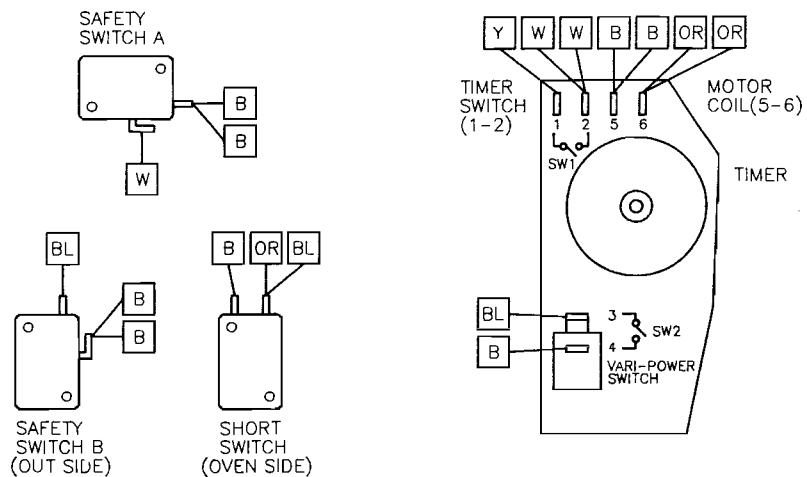 SAFETY
SWITCH A
B
B
W
Y W W B B OR OR
TIMER
SWITCH
(1-2)
MOTOR
COIL(5-6)
1 2 5 6
SW1
TIMER
BL
B
B
B OR BL
BL
B
3
4
SW2
VARI-POWER
SWITCH
SAFETY
SWITCH B
(OUT SIDE)
SHORT
SWITCH
(OVEN SIDE)